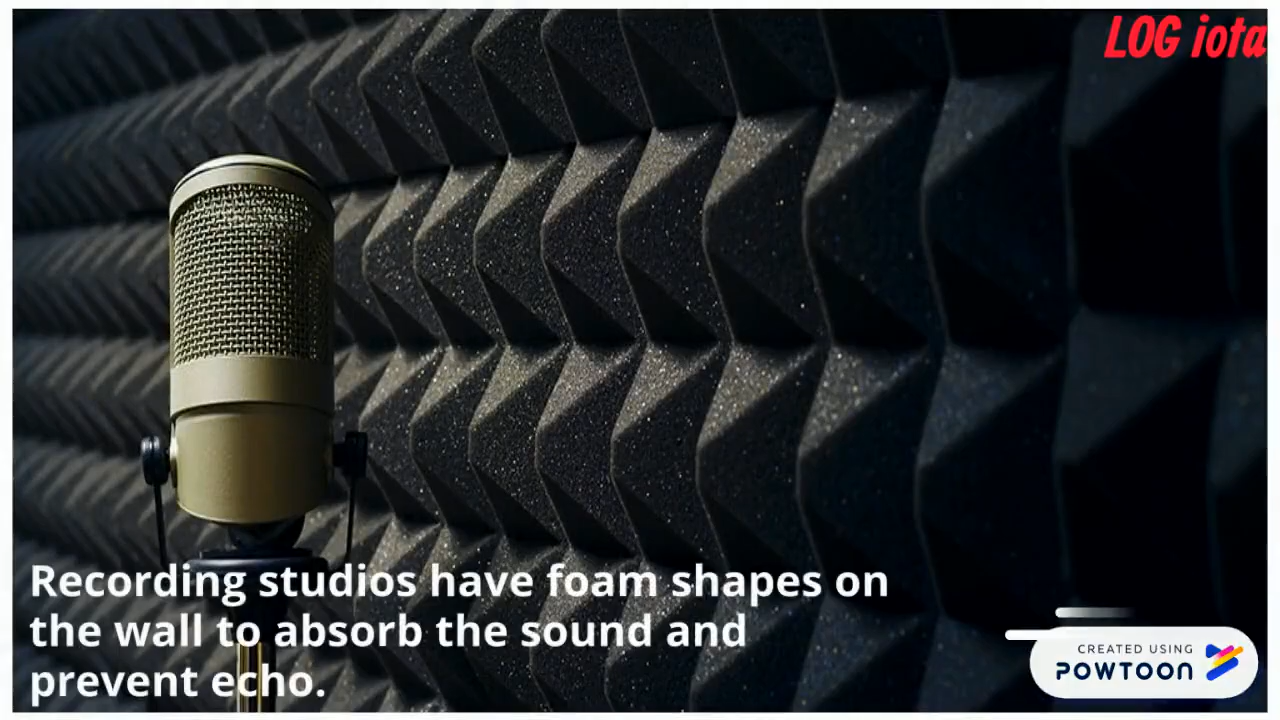 LOG iota
Recording studios have foam shapes on
the wall to absorb the sound and
prevent echo.
CREATED USING
POWTOON